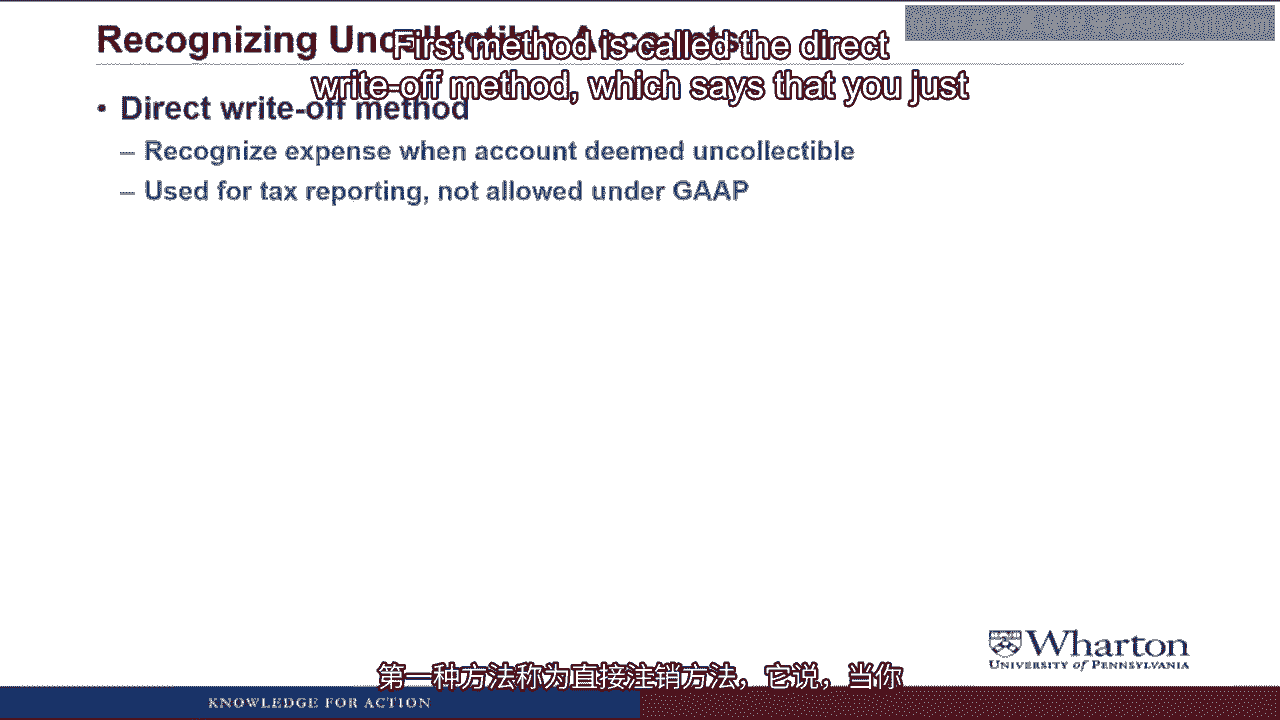 Recognizing Uncollectible Accounts
First method is called the direct
write-off method, which says that you just
• Direct write-off method
– Recognize expense when account deemed uncollectible
– Used for tax reporting, not allowed under GAAP
Wharton
UNIVERSITY of PENNSYLVANIA
第一种方法称为直接注销方法，它说，当你
KNOWLEDGE FOR ACTION